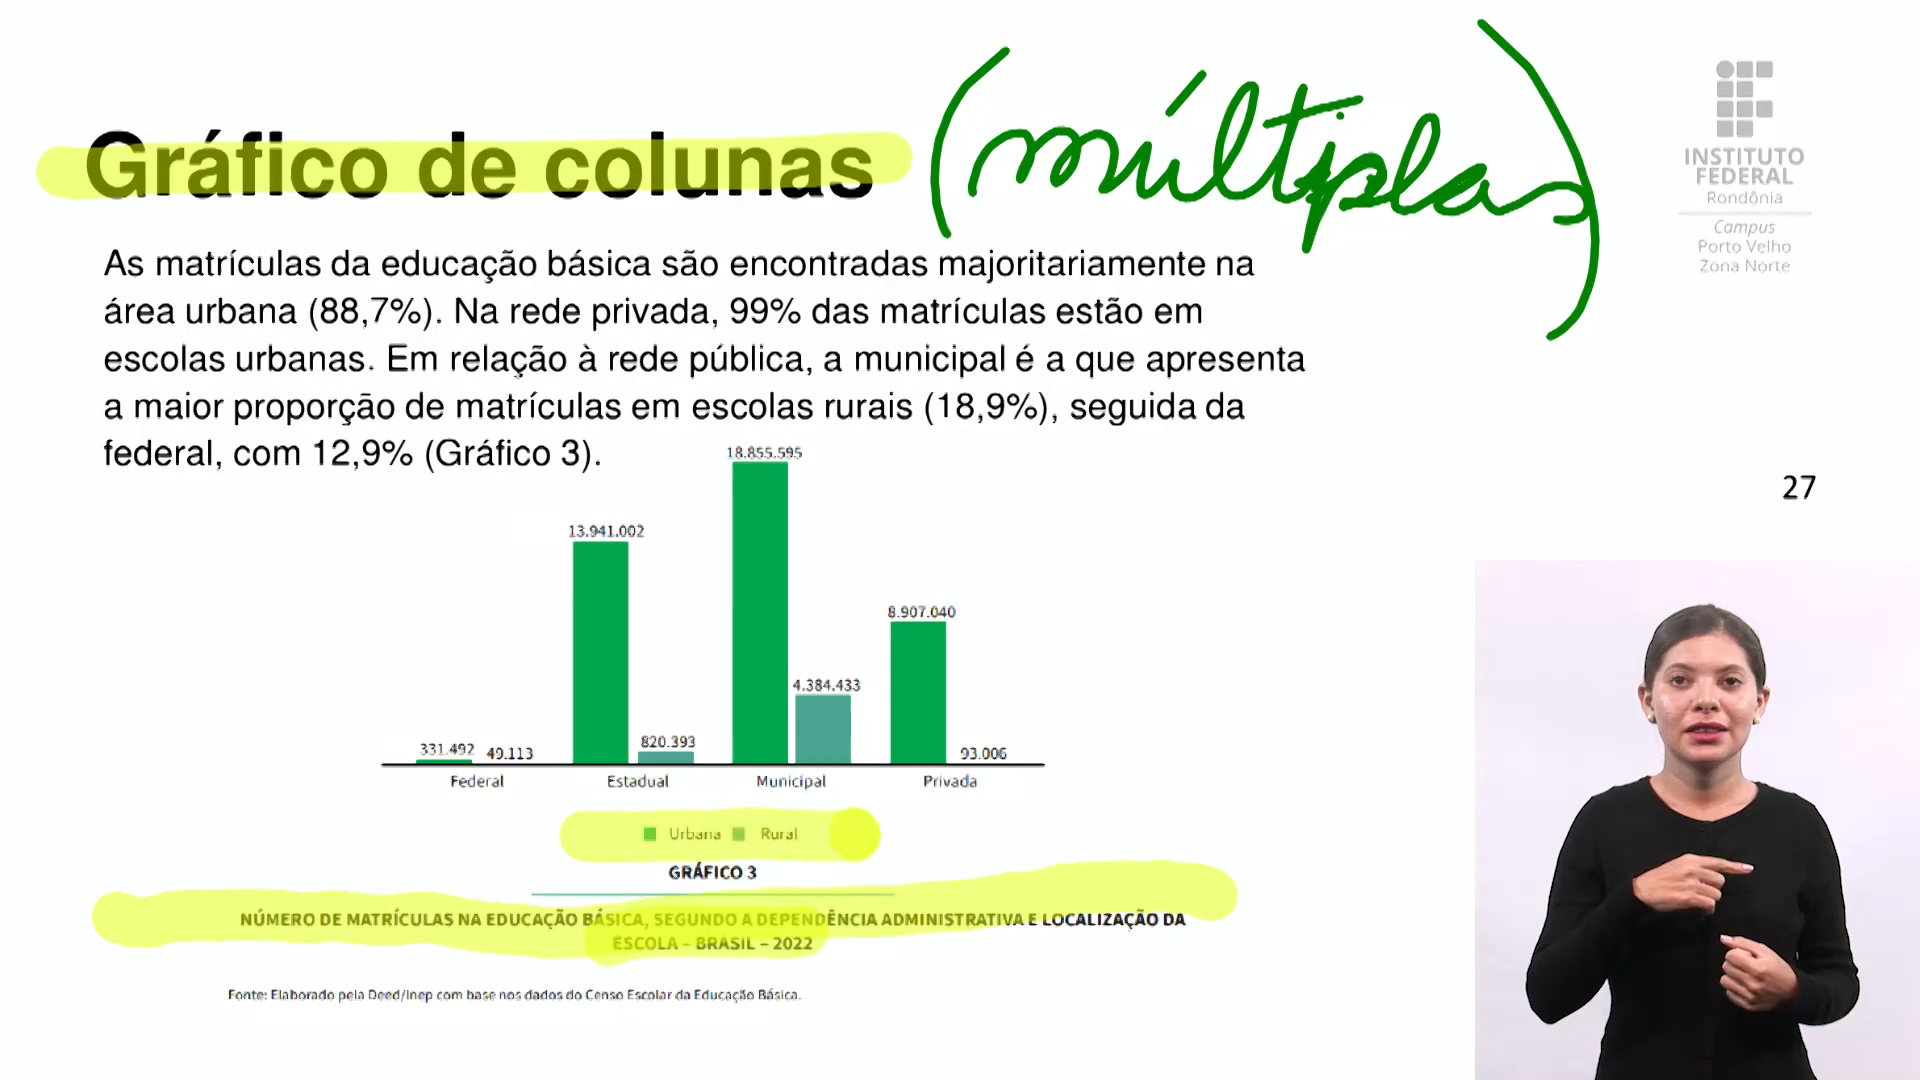 Gráfico de colunas (múltiplas)
INSTITUTO
FEDERAL
Rondônia
Campus
Porto Velho
Zona Norte
As matrículas da educação básica são encontradas majoritariamente na
área urbana (88,7%). Na rede privada, 99% das matrículas estão em
escolas urbanas. Em relação à rede pública, a municipal é a que apresenta
a maior proporção de matrículas em escolas rurais (18,9%), seguida da
federal, com 12,9% (Gráfico 3).
27
18.855.595
13.941.002
8.907.040
4.384.433
331.492 49.113 820.393 93.006
Federal Estadual Municipal Privada
Urbana Rural
GRÁFICO 3
NÚMERO DE MATRÍCULAS NA EDUCAÇÃO BÁSICA, SEGUNDO A DEPENDÊNCIA ADMINISTRATIVA E LOCALIZAÇÃO DA
ESCOLA – BRASIL – 2022
Fonte: Elaborado pela Deed/Inep com base nos dados do Censo Escolar da Educação Básica.